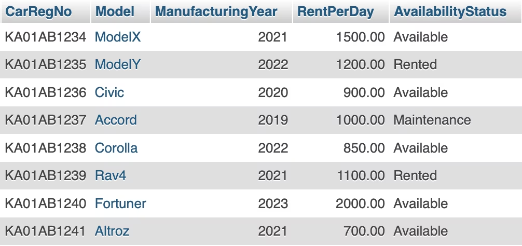 CarRegNo Model ManufacturingYear RentPerDay AvailabilityStatus
KA01AB1234 ModelX 2021 1500.00 Available
KA01AB1235 ModelY 2022 1200.00 Rented
KA01AB1236 Civic 2020 900.00 Available
KA01AB1237 Accord 2019 1000.00 Maintenance
KA01AB1238 Corolla 2022 850.00 Available
KA01AB1239 Rav4 2021 1100.00 Rented
KA01AB1240 Fortuner 2023 2000.00 Available
KA01AB1241 Altroz 2021 700.00 Available